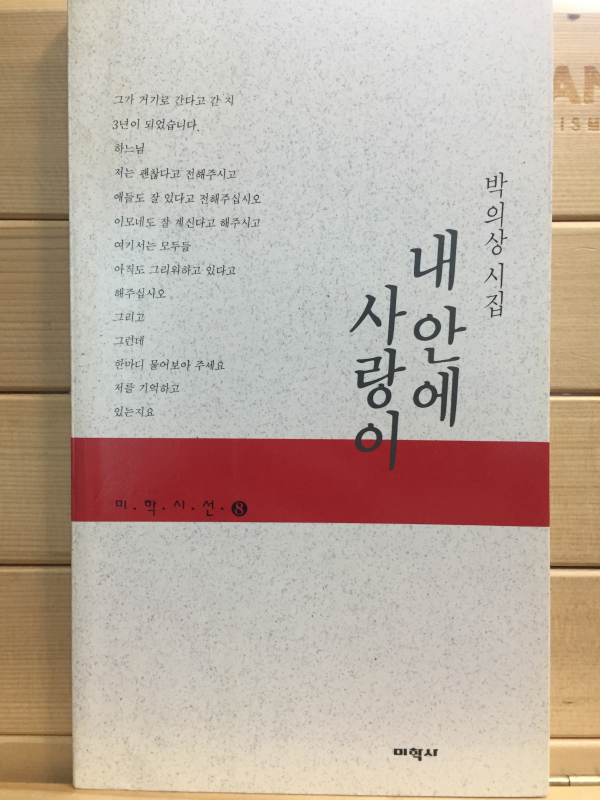 그가 거기로 간다고 간 지
3년이 되었습니다.
하느님
저는 괜찮다고 전해주시고
애들도 잘 있다고 전해주십시오
이모네도 잘 계신다고 해주시고
여기서는 모두들
아직도 그리워하고 있다고
해주십시오
그리고
그런데
한마디 물어보아 주세요
저를 기억하고
있는지요
박의상 시집
내 안에
사랑이
미·학·시·선·8
미학사
AN
ISM